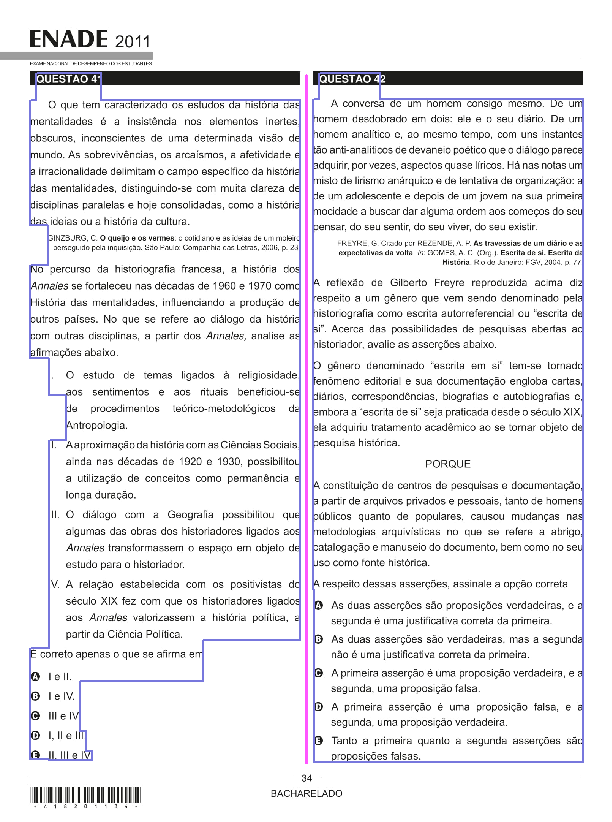 ENADE 2011
EXAME NACIONAL DE DESEMPENHO DOS ESTUDANTES
QUESTÃO 41
O que tem caracterizado os estudos da história das
mentalidades é a insistência nos elementos inertes,
obscuros, inconscientes de uma determinada visão de
mundo. As sobrevivências, os arcaísmos, a afetividade e
a irracionalidade delimitam o campo específico da história
das mentalidades, distinguindo-se com muita clareza de
disciplinas paralelas e hoje consolidadas, como a história
das ideias ou a história da cultura.
GINZBURG, C. O queijo e os vermes: o cotidiano e as ideias de um moleiro
perseguido pela inquisição. São Paulo: Companhia das Letras, 2006, p. 23.
No percurso da historiografia francesa, a história dos
Annales se fortaleceu nas décadas de 1960 e 1970 como
História das mentalidades, influenciando a produção de
outros países. No que se refere ao diálogo da história
com outras disciplinas, a partir dos Annales, analise as
afirmações abaixo.
I. O estudo de temas ligados à religiosidade,
aos sentimentos e aos rituais beneficiou-se
de procedimentos teórico-metodológicos da
Antropologia.
II. A aproximação da história com as Ciências Sociais,
ainda nas décadas de 1920 e 1930, possibilitou
a utilização de conceitos como permanência e
longa duração.
III. O diálogo com a Geografia possibilitou que
algumas das obras dos historiadores ligados aos
Annales transformassem o espaço em objeto de
estudo para o historiador.
IV. A relação estabelecida com os positivistas do
século XIX fez com que os historiadores ligados
aos Annales valorizassem a história política, a
partir da Ciência Política.
É correto apenas o que se afirma em
A I e II.
B I e IV.
C III e IV.
D I, II e III.
E II, III e IV.
QUESTÃO 42
A conversa de um homem consigo mesmo. De um
homem desdobrado em dois: ele e o seu diário. De um
homem analítico e, ao mesmo tempo, com uns instantes
tão anti-analíticos de devaneio poético que o diálogo parece
adquirir, por vezes, aspectos quase líricos. Há nas notas um
misto de lirismo anárquico e de tentativa de organização: a
de um adolescente e depois de um jovem na sua primeira
mocidade a buscar dar alguma ordem aos começos do seu
pensar, do seu sentir, do seu viver, do seu existir.
FREYRE, G. Citado por REZENDE, A. P. As travessias de um diário e as
expectativas da volta. In: GOMES, A. C. (Org.). Escrita de si. Escrita da
História. Rio de Janeiro: FGV, 2004, p. 77.
A reflexão de Gilberto Freyre reproduzida acima diz
respeito a um gênero que vem sendo denominado pela
historiografia como escrita autorreferencial ou “escrita de
si”. Acerca das possibilidades de pesquisas abertas ao
historiador, avalie as asserções abaixo.
O gênero denominado “escrita em si” tem-se tornado
fenômeno editorial e sua documentação engloba cartas,
diários, correspondências, biografias e autobiografias e,
embora a “escrita de si” seja praticada desde o século XIX,
ela adquiriu tratamento acadêmico ao se tornar objeto de
pesquisa histórica.
PORQUE
A constituição de centros de pesquisas e documentação,
a partir de arquivos privados e pessoais, tanto de homens
públicos quanto de populares, causou mudanças nas
metodologias arquivísticas no que se refere a abrigo,
catalogação e manuseio do documento, bem como no seu
uso como fonte histórica.
A respeito dessas asserções, assinale a opção correta.
A As duas asserções são proposições verdadeiras, e a
segunda é uma justificativa correta da primeira.
B As duas asserções são verdadeiras, mas a segunda
não é uma justificativa correta da primeira.
C A primeira asserção é uma proposição verdadeira, e a
segunda, uma proposição falsa.
D A primeira asserção é uma proposição falsa, e a
segunda, uma proposição verdadeira.
E Tanto a primeira quanto a segunda asserções são
proposições falsas.
34
BACHARELADO